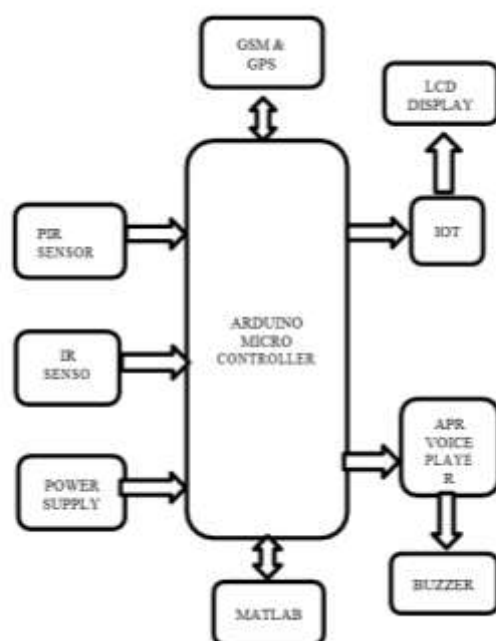 GSM &
GPS
LCD
DISPLAY
PIR
SENSOR
IOT
ARDUINO
MICRO
CONTROLLER
IR
SENSO
APR
VOICE
PLAYE
R
POWER
SUPPLY
BUZZER
MATLAB